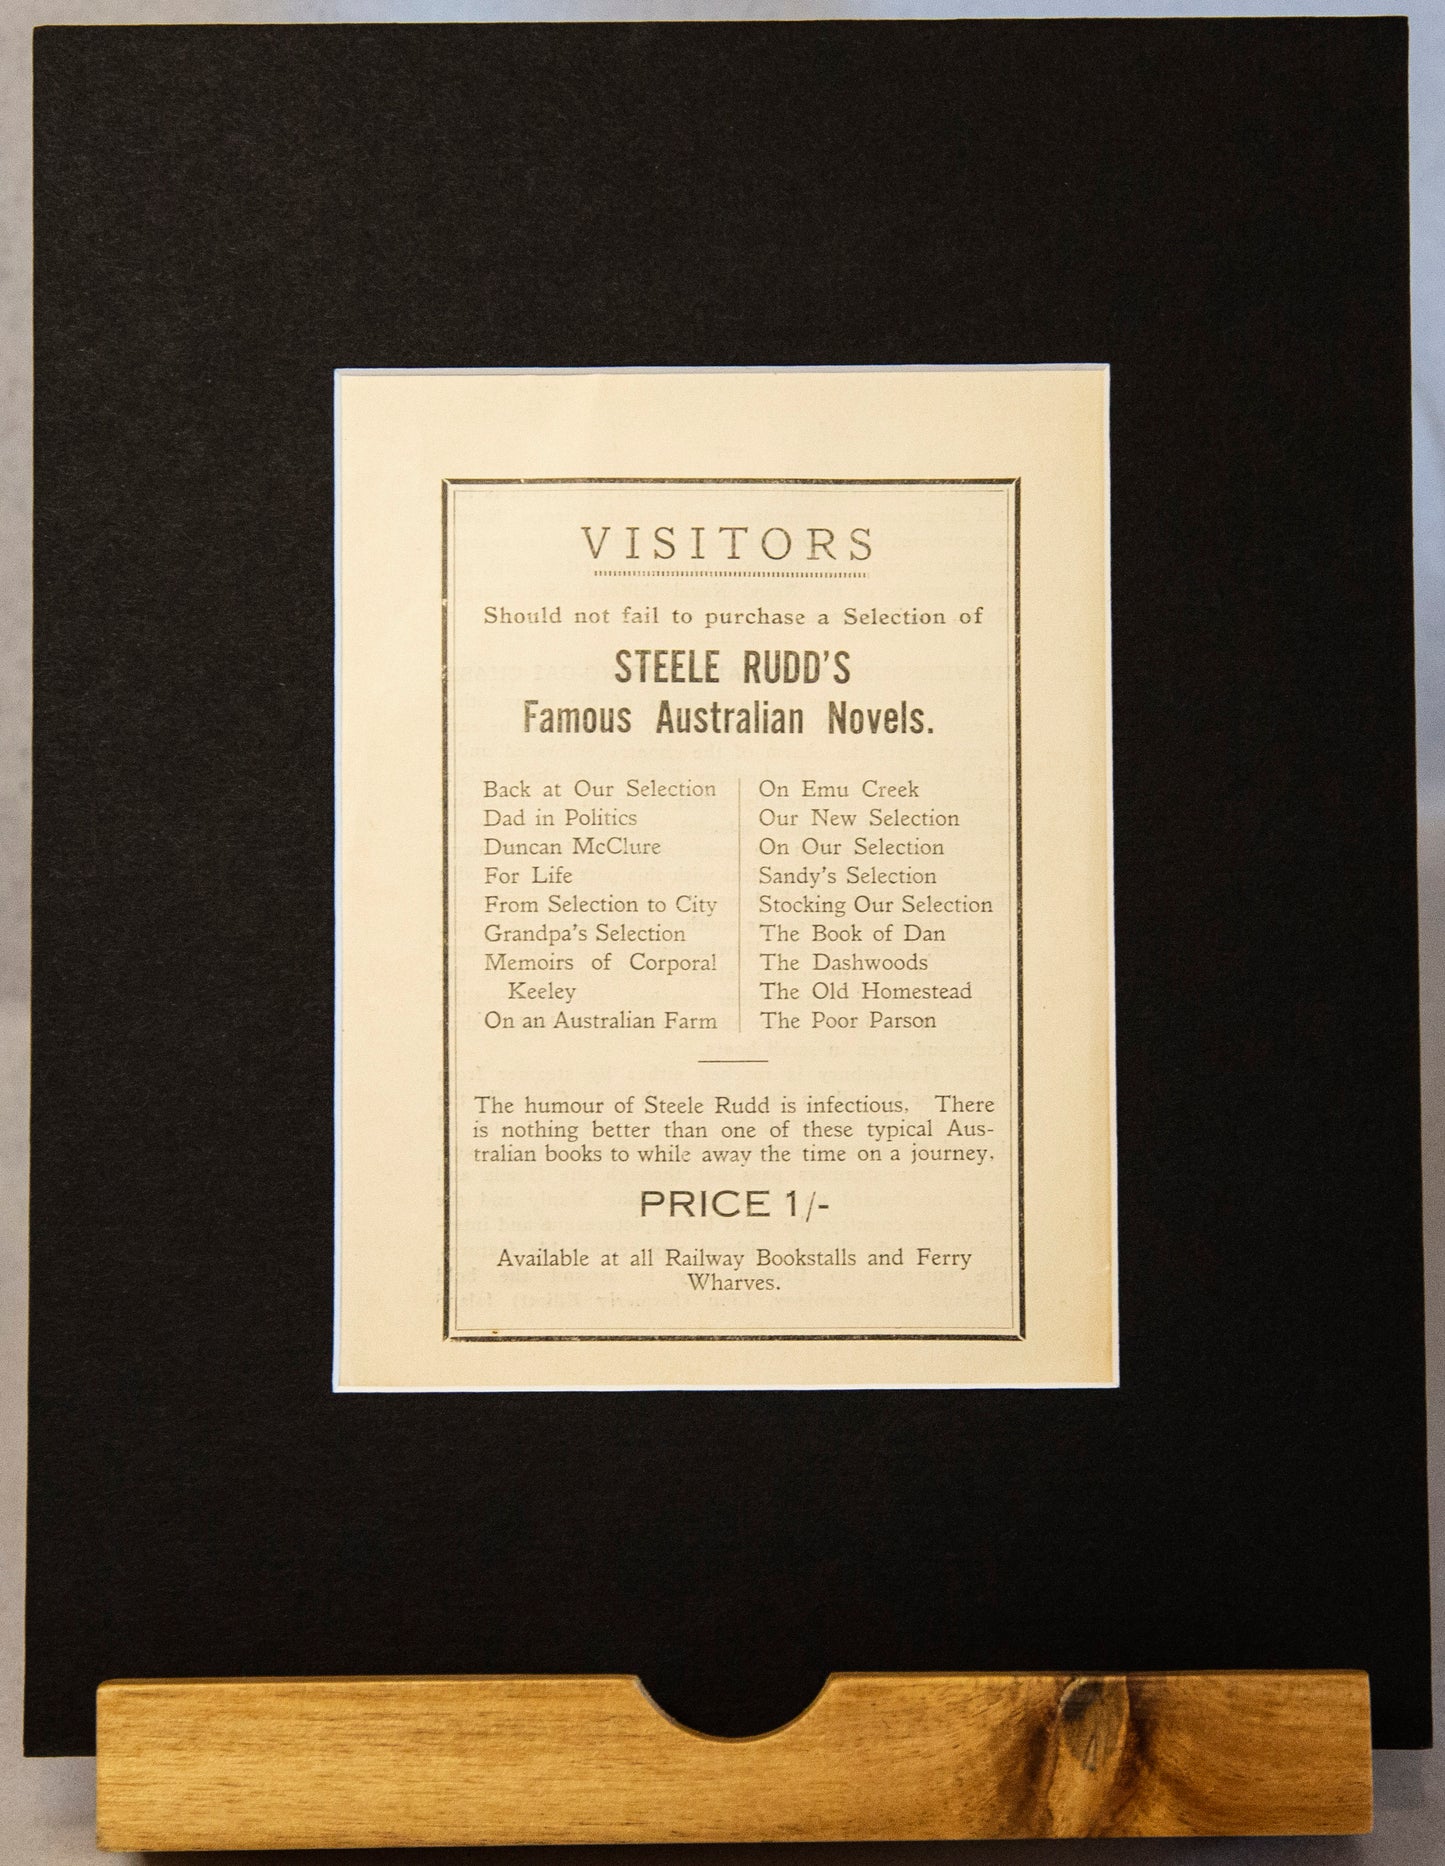 VISITORS
Should not fail to purchase a Selection of
STEELE RUDD'S
Famous Australian Novels.
Back at Our Selection
Dad in Politics
Duncan McClure
For Life
From Selection to City
Grandpa's Selection
Memoirs of Corporal
Keeley
On an Australian Farm
On Emu Creek
Our New Selection
On Our Selection
Sandy's Selection
Stocking Our Selection
The Book of Dan
The Dashwoods
The Old Homestead
The Poor Parson
The humour of Steele Rudd is infectious. There
is nothing better than one of these typical Aus-
tralian books to while away the time on a journey.
PRICE 1/-
Available at all Railway Bookstalls and Ferry
Wharves.